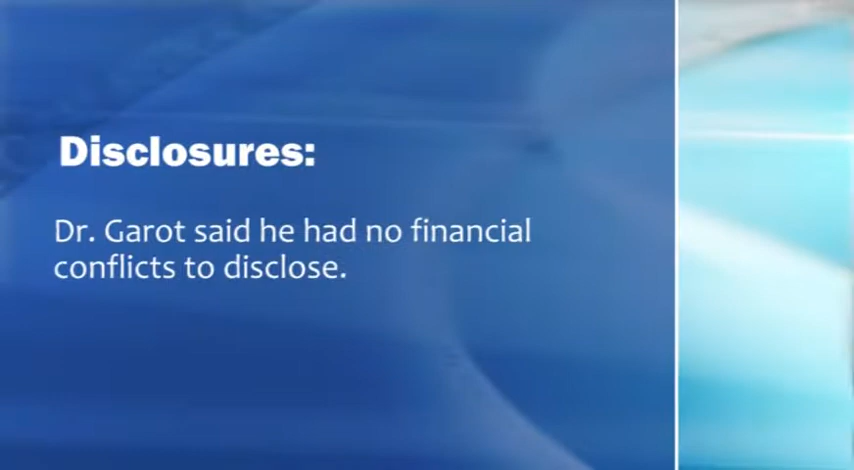 Disclosures:
Dr. Garot said he had no financial
conflicts to disclose.